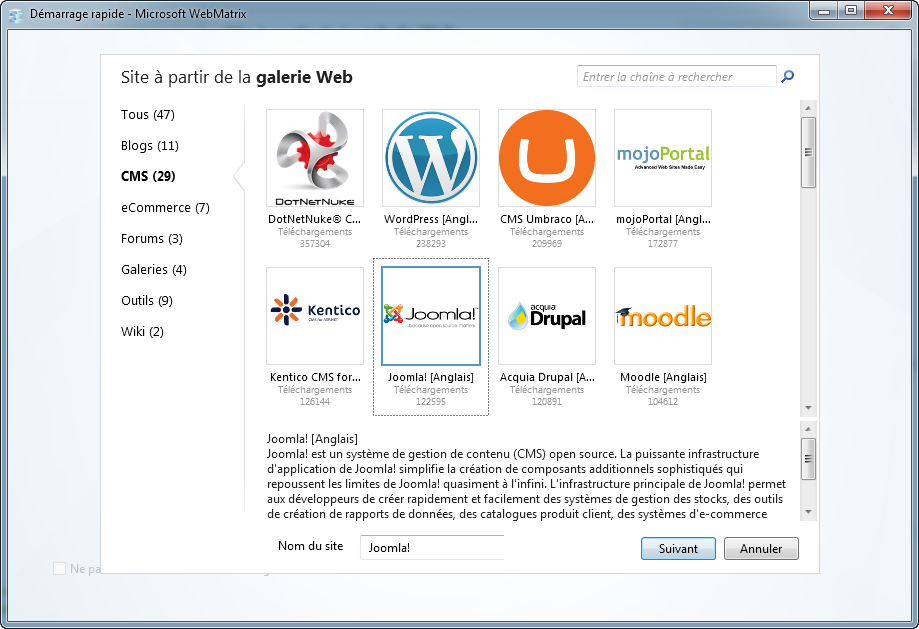 Démarrage rapide - Microsoft WebMatrix
Site à partir de la galerie Web
Entrer la chaîne à rechercher
Tous (47)
Blogs (11)
CMS (29)
eCommerce (7)
Forums (3)
Galeries (4)
Outils (9)
Wiki (2)
DOTNETNUKE
mojoPortal
Advanced Web Sites Made Easy
DotNetNuke® C...
WordPress [Angl...
CMS Umbraco [A...
mojoPortal [Angl...
Téléchargements
Téléchargements
Téléchargements
Téléchargements
357304
238293
209969
172877
Kentico
CMS for ASP.NET
Joomla!
...because open source matters
acquia
Drupal
moodle
Kentico CMS for...
Joomla! [Anglais]
Acquia Drupal [A...
Moodle [Anglais]
Téléchargements
Téléchargements
Téléchargements
Téléchargements
126144
122595
120891
104612
Joomla! [Anglais]
Joomla! est un système de gestion de contenu (CMS) open source. La puissante infrastructure
d'application de Joomla! simplifie la création de composants additionnels sophistiqués qui
repoussent les limites de Joomla! quasiment à l'infini. L'infrastructure principale de Joomla! permet
aux développeurs de créer rapidement et facilement des systèmes de gestion des stocks, des outils
de création de rapports de données, des catalogues produit client, des systèmes d'e-commerce
Nom du site
Joomla!
Suivant
Annuler
Ne pa